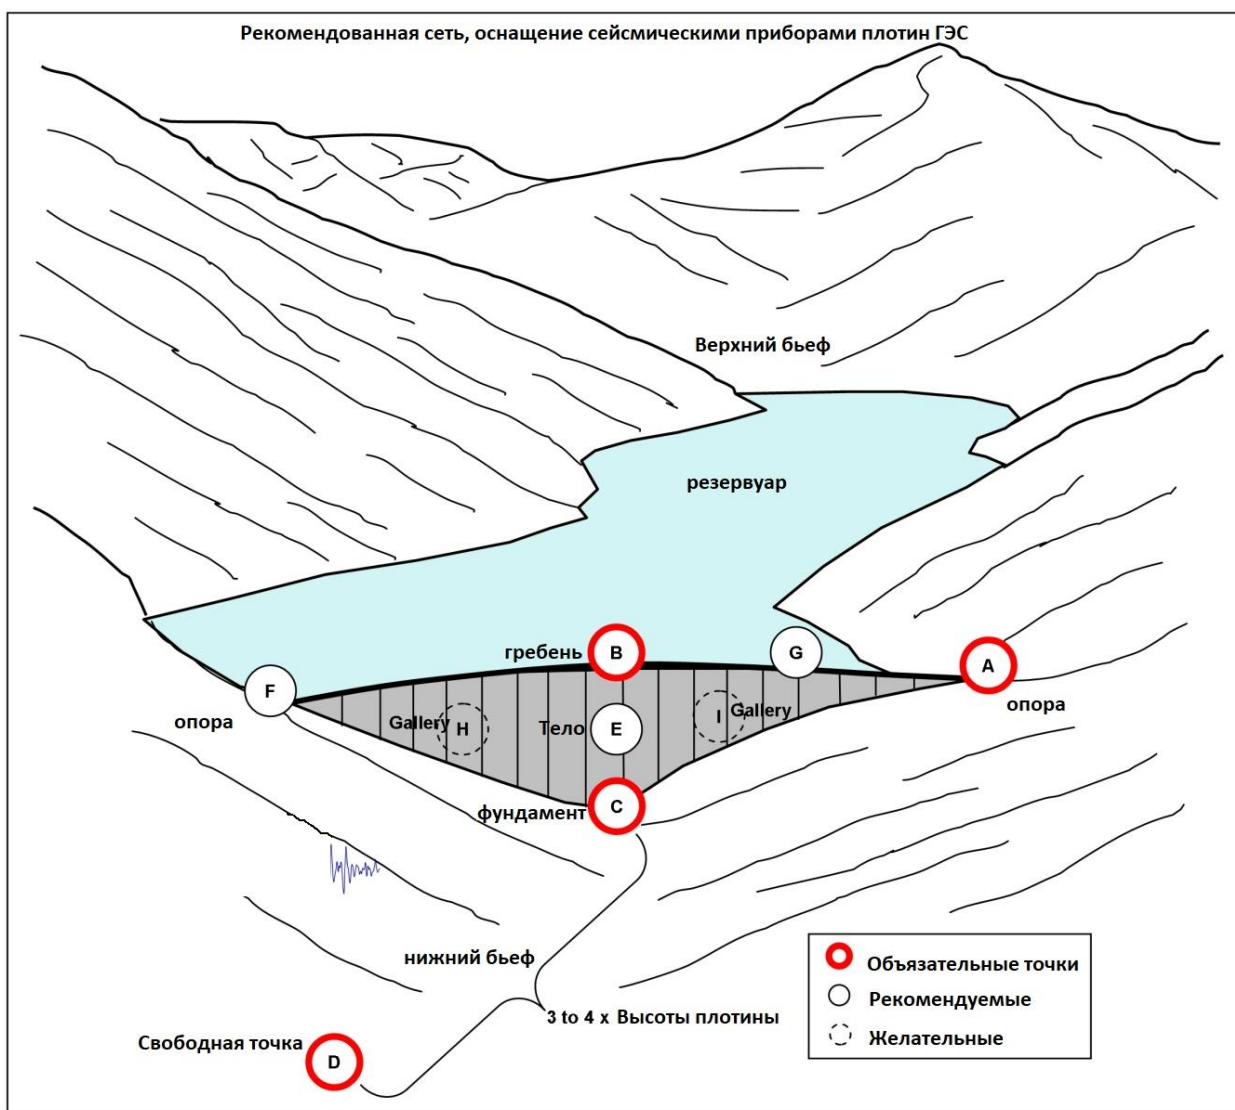 Рекомендованная сеть, оснащение сейсмическими приборами плотин ГЭС
Верхний бьеф
резервуар
гребень
B
G
A
F
опора
опора
Gallery
H
Тело
E
I
Gallery
фундамент
C
нижний бьеф
3 to 4 x Высоты плотины
Свободная точка
D
Объязательные точки
Рекомендуемые
Желательные